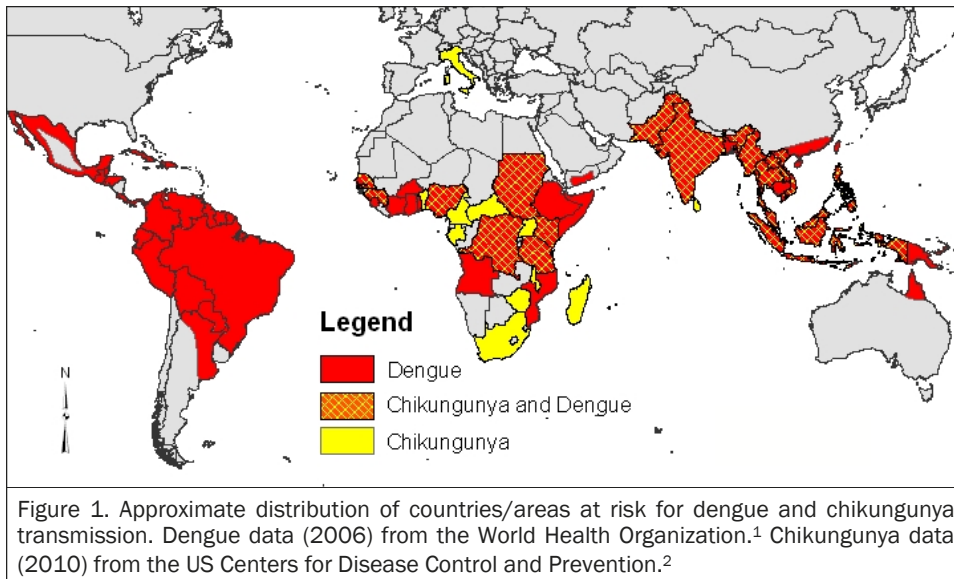 N
Legend
Dengue
Chikungunya and Dengue
Chikungunya
Figure 1. Approximate distribution of countries/areas at risk for dengue and chikungunya
transmission. Dengue data (2006) from the World Health Organization.¹ Chikungunya data
(2010) from the US Centers for Disease Control and Prevention.²